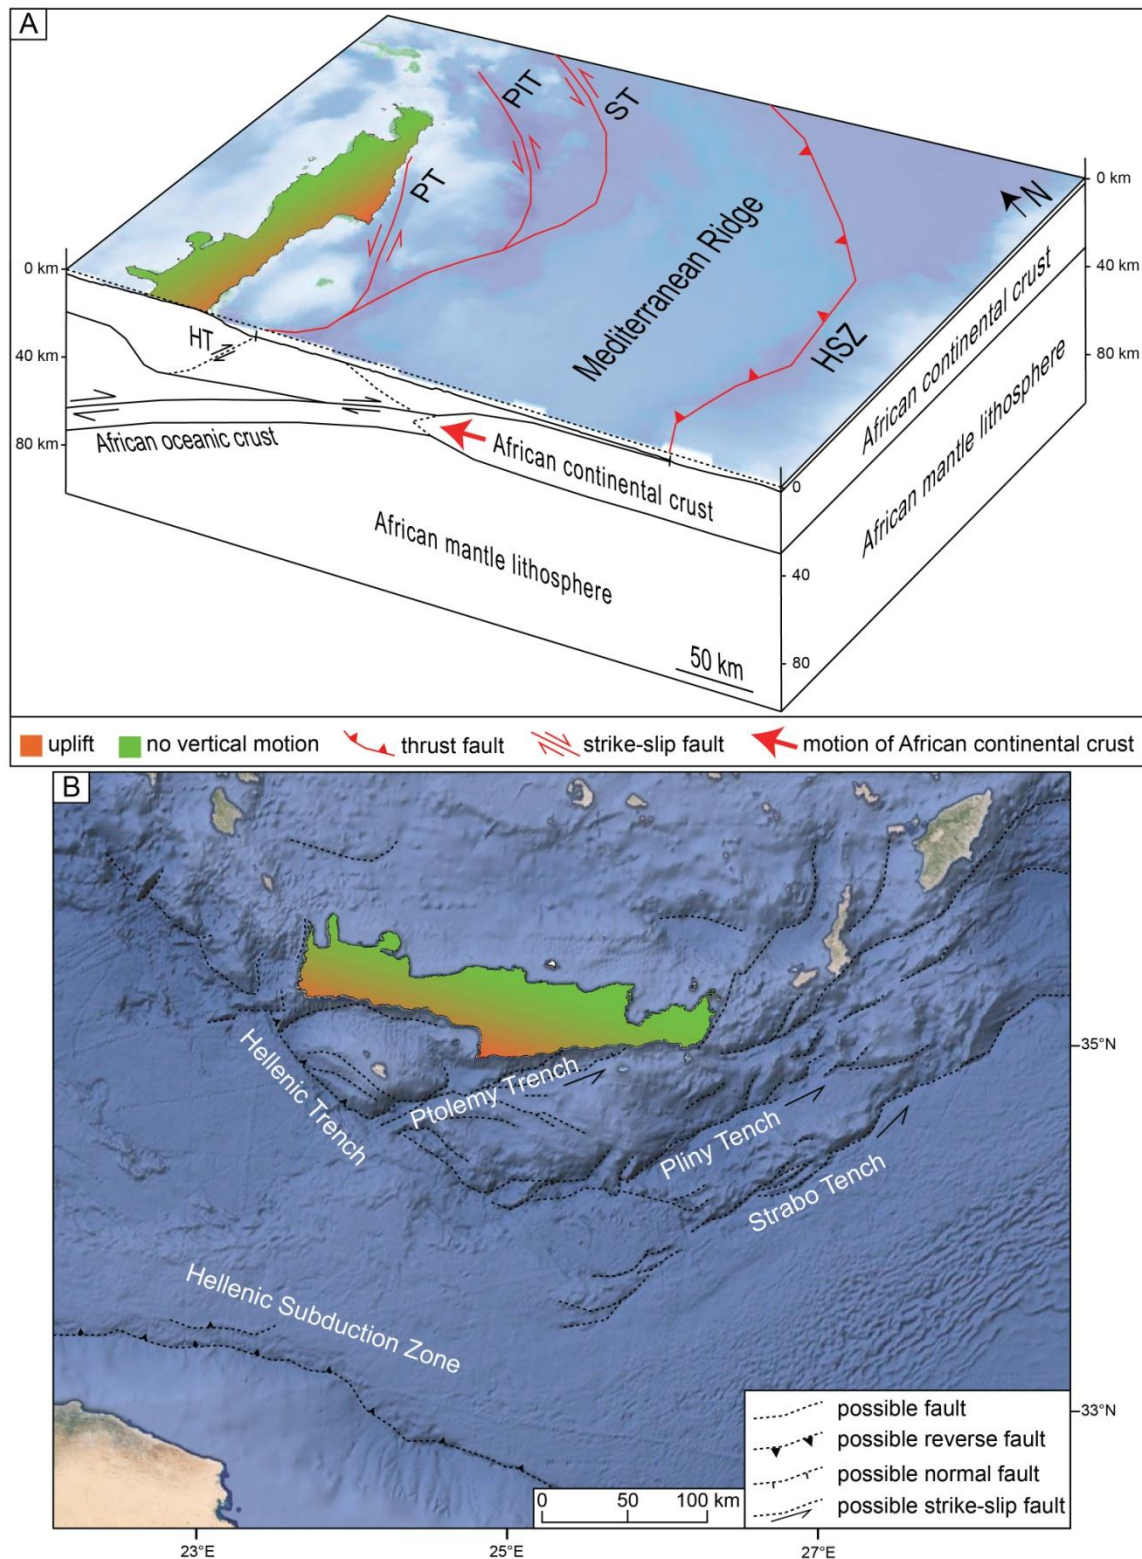 A
PlT
ST
PT
N
0 km
40 km
80 km
Mediterranean Ridge
HSZ
African continental crust
African mantle lithosphere
0 km
HT
40 km
African oceanic crust
80 km
African continental crust
African mantle lithosphere
0
40
80
50 km
uplift
no vertical motion
thrust fault
strike-slip fault
motion of African continental crust
B
35°N
Hellenic Trench
Ptolemy Trench
Pliny Tench
Strabo Tench
Hellenic Subduction Zone
33°N
possible fault
possible reverse fault
possible normal fault
possible strike-slip fault
0 50 100 km
23°E 25°E 27°E